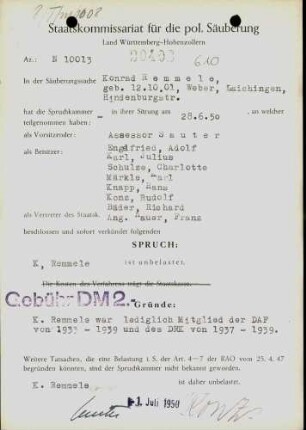 Staatskommissariat für die pol. Säuberung
Land Württemberg-Hohenzollern
Az.: N 10013
In der Säuberungssache Konrad Remmele,
geb. 12.10.01, Weber, Laichingen,
Hindenburgstr.
hat die Spruchkammer – in ihrer Sitzung am 28.6.50 , an welcher
teilgenommen haben:
als Vorsitzender: Assessor Sauter
als Beisitzer: Engifried, Adolf
Karl, Julius
Schulze, Charlotte
Märkle, Karl
Knapp, Hans
Konz, Rudolf
Bäder, Richard
als Vertreter des Staatsk. Ang. Bauer, Franz
beschlossen und sofort verkündet folgenden
SPRUCH:
K. Remmele ist unbelastet.
Die Kosten des Verfahrens trägt die Staatskasse.
Gebühr DM 2.-
Gründe:
K. Remmele war lediglich Mitglied der DAF
von 1933 - 1939 und des DRK von 1937 - 1939.
Weitere Tatsachen, die eine Belastung i. S. der Art. 4–7 der RAO vom 25. 4. 47
begründen könnten, sind der Spruchkammer nicht bekannt geworden.
K. Remmele ist daher unbelastet.
1. Juli 1950